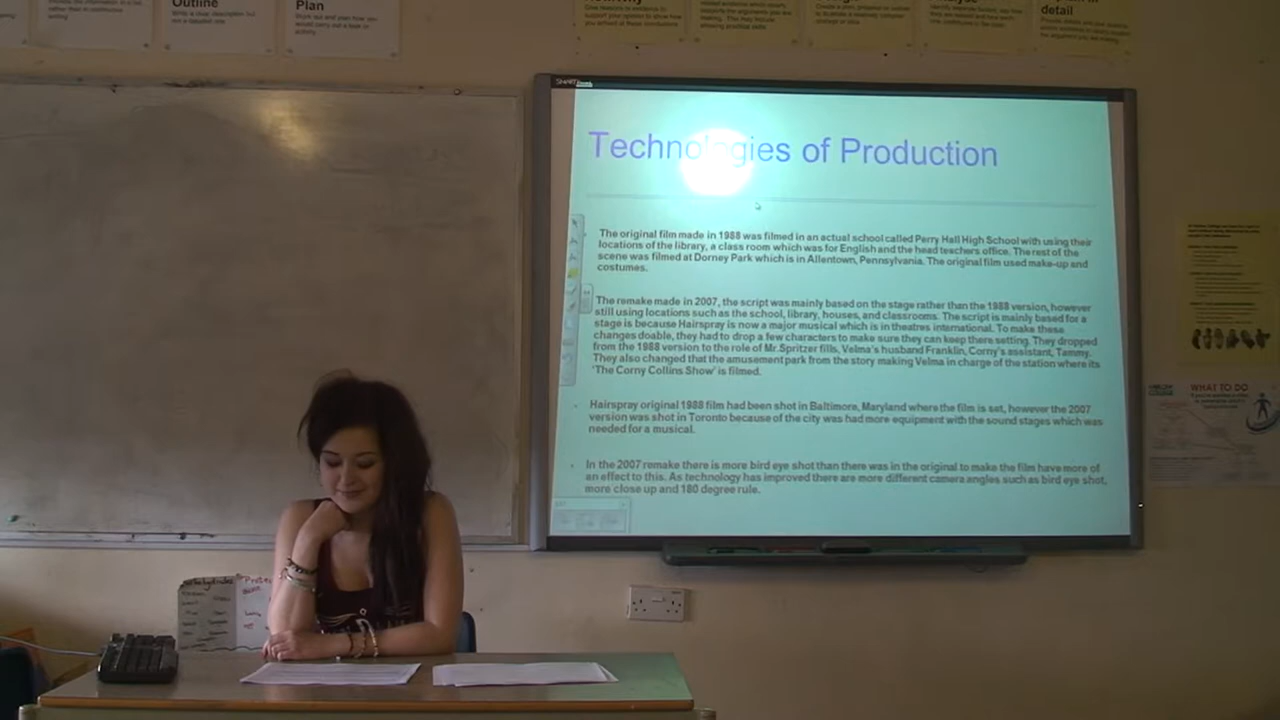 Outline
Plan
detail
SMART
Technologies of Production
The original film made in 1988 was filmed in an actual school called Perry Hall High School with using their
locations of the library, a class room which was for English and the head teachers office. The rest of the
scene was filmed at Dorney Park which is in Allentown, Pennsylvania. The original film used make-up and
costumes.
The remake made in 2007, the script was mainly based on the stage rather than the 1988 version, however
still using locations such as the school, library, houses, and classrooms. The script is mainly based for a
stage is because Hairspray is now a major musical which is in theatres international. To make these
changes doable, they had to drop a few characters to make sure they can keep there setting. They dropped
from the 1988 version to the role of Mr.Spritzer fills, Velma's husband Franklin, Corny's assistant, Tammy.
They also changed that the amusement park from the story making Velma in charge of the station where its
'The Corny Collins Show' is filmed.
Hairspray original 1988 film had been shot in Baltimore, Maryland where the film is sat, however the 2007
version was shot in Toronto because of the city was had more equipment with the sound stages which was
needed for a musical.
In the 2007 remake there is more bird eye shot than there was in the original to make the film have more of
an effect to this. As technology has improved there are more different camera angles such as bird eye shot,
more close up and 180 degree rule.
WHAT TO DO